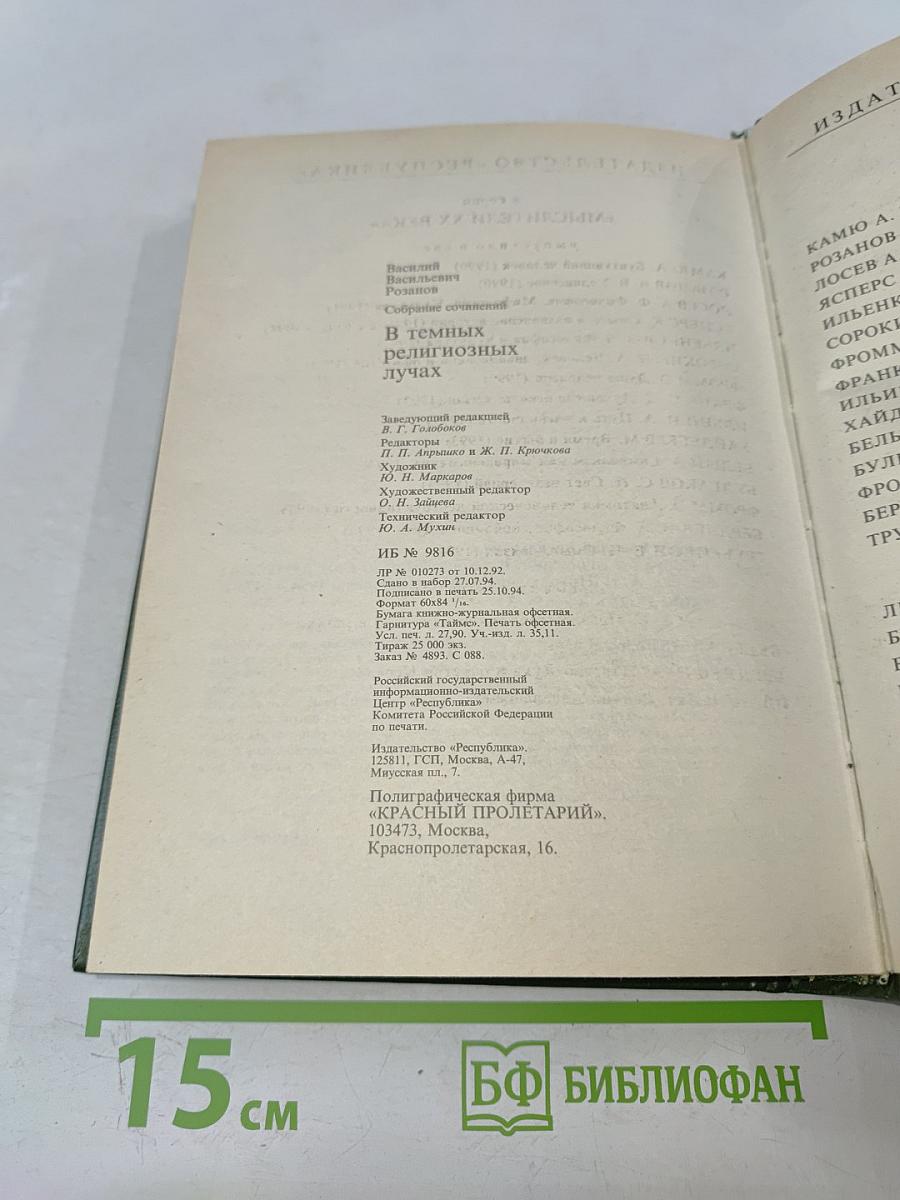 Василий
Васильевич
Розанов
Собрание сочинений
В темных
религиозных
лучах
Заведующий редакцией
В. Г. Голобоков
Редакторы
П. П. Апрышко и Ж. П. Крючкова
Художник
Ю. Н. Маркаров
Художественный редактор
О. Н. Зайцева
Технический редактор
Ю. А. Мухин
ИБ № 9816
ЛР № 010273 от 10.12.92.
Сдано в набор 27.07.94.
Подписано в печать 25.10.94.
Формат 60х84 1/16.
Бумага книжно-журнальная офсетная.
Гарнитура «Таймс». Печать офсетная.
Усл. печ. л. 27,90. Уч.-изд. л. 35,11.
Тираж 25 000 экз.
Заказ № 4893. С 088.
Российский государственный
информационно-издательский
Центр «Республика»
Комитета Российской Федерации
по печати.
Издательство «Республика».
125811, ГСП, Москва, А-47,
Миусская пл., 7.
Полиграфическая фирма
«КРАСНЫЙ ПРОЛЕТАРИЙ».
103473, Москва,
Краснопролетарская, 16.
ИЗДАТ
КАМЮ А.
РОЗАНОВ
ЛОСЕВ А
ЯСПЕРС
ИЛЬЕНК
СОРОКИ
ФРОММ
ФРАНК
ИЛЬИ
ХАЙД
БЕЛЫ
БУЛГ
ФРО
БЕР
ТРУ
15 см
БФ БИБЛИОФАН